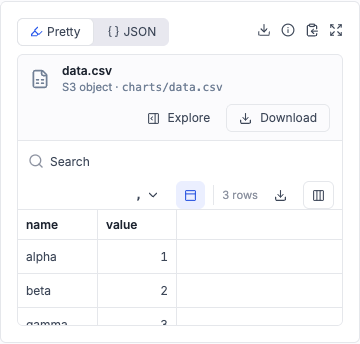 Pretty
{ } JSON
data.csv
S3 object · charts/data.csv
Explore
Download
Search
,
3 rows
name value
alpha 1
beta 2
gamma 3